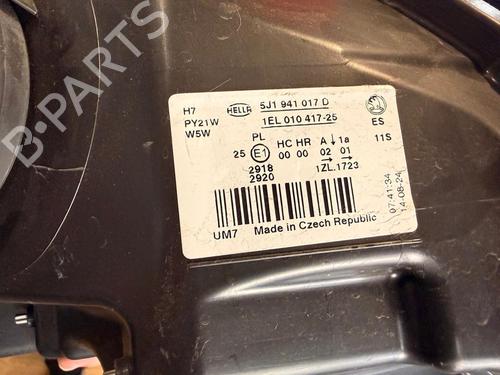 B-PARTS
H7 HELLA 5J1 941 017 D
PY21W 1EL 010 417-25 ES
W5W 11S
PL HC HR A ↓ 1a
25 E1 00 00 02 01
2918 1ZL.1723
2920
07:41:34
14-08-24
UM7 Made in Czech Republic